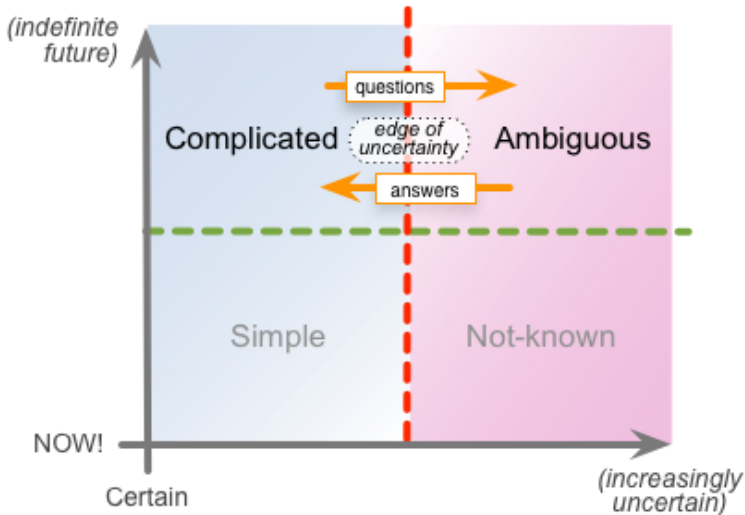 (indefinite
future)
questions
Complicated
edge of
uncertainty
Ambiguous
answers
Simple
Not-known
NOW!
Certain
(increasingly
uncertain)